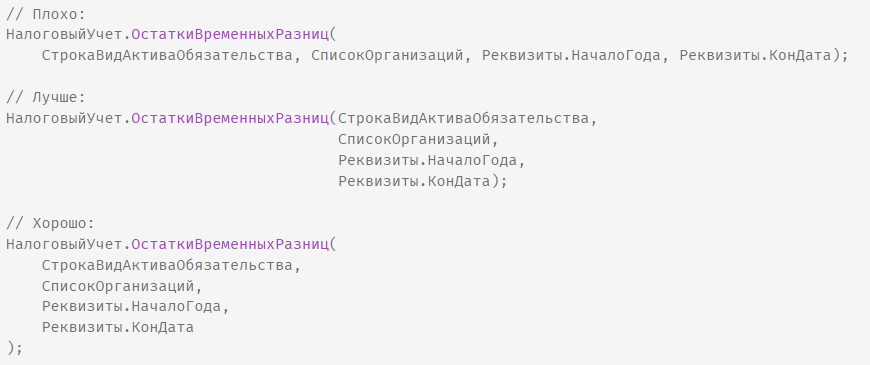 // Плохо:
НалоговыйУчет.ОстаткиВременныхРазниц(
    СтрокаВидАктиваОбязательства, СписокОрганизаций, Реквизиты.НачалоГода, Реквизиты.КонДата);

// Лучше:
НалоговыйУчет.ОстаткиВременныхРазниц(СтрокаВидАктиваОбязательства,
                                     СписокОрганизаций,
                                     Реквизиты.НачалоГода,
                                     Реквизиты.КонДата);

// Хорошо:
НалоговыйУчет.ОстаткиВременныхРазниц(
    СтрокаВидАктиваОбязательства,
    СписокОрганизаций,
    Реквизиты.НачалоГода,
    Реквизиты.КонДата
);